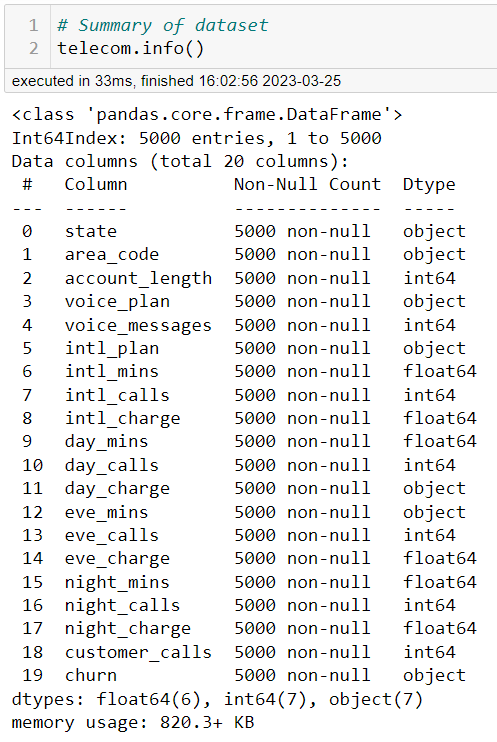 1 # Summary of dataset
2 telecom.info()
executed in 33ms, finished 16:02:56 2023-03-25
<class 'pandas.core.frame.DataFrame'>
Int64Index: 5000 entries, 1 to 5000
Data columns (total 20 columns):
 #   Column           Non-Null Count  Dtype
---  ------           --------------  -----
 0   state            5000 non-null   object
 1   area_code        5000 non-null   object
 2   account_length   5000 non-null   int64
 3   voice_plan       5000 non-null   object
 4   voice_messages   5000 non-null   int64
 5   intl_plan        5000 non-null   object
 6   intl_mins        5000 non-null   float64
 7   intl_calls       5000 non-null   int64
 8   intl_charge      5000 non-null   float64
 9   day_mins         5000 non-null   float64
 10  day_calls        5000 non-null   int64
 11  day_charge       5000 non-null   object
 12  eve_mins         5000 non-null   object
 13  eve_calls        5000 non-null   int64
 14  eve_charge       5000 non-null   float64
 15  night_mins       5000 non-null   float64
 16  night_calls      5000 non-null   int64
 17  night_charge     5000 non-null   float64
 18  customer_calls   5000 non-null   int64
 19  churn            5000 non-null   object
dtypes: float64(6), int64(7), object(7)
memory usage: 820.3+ KB